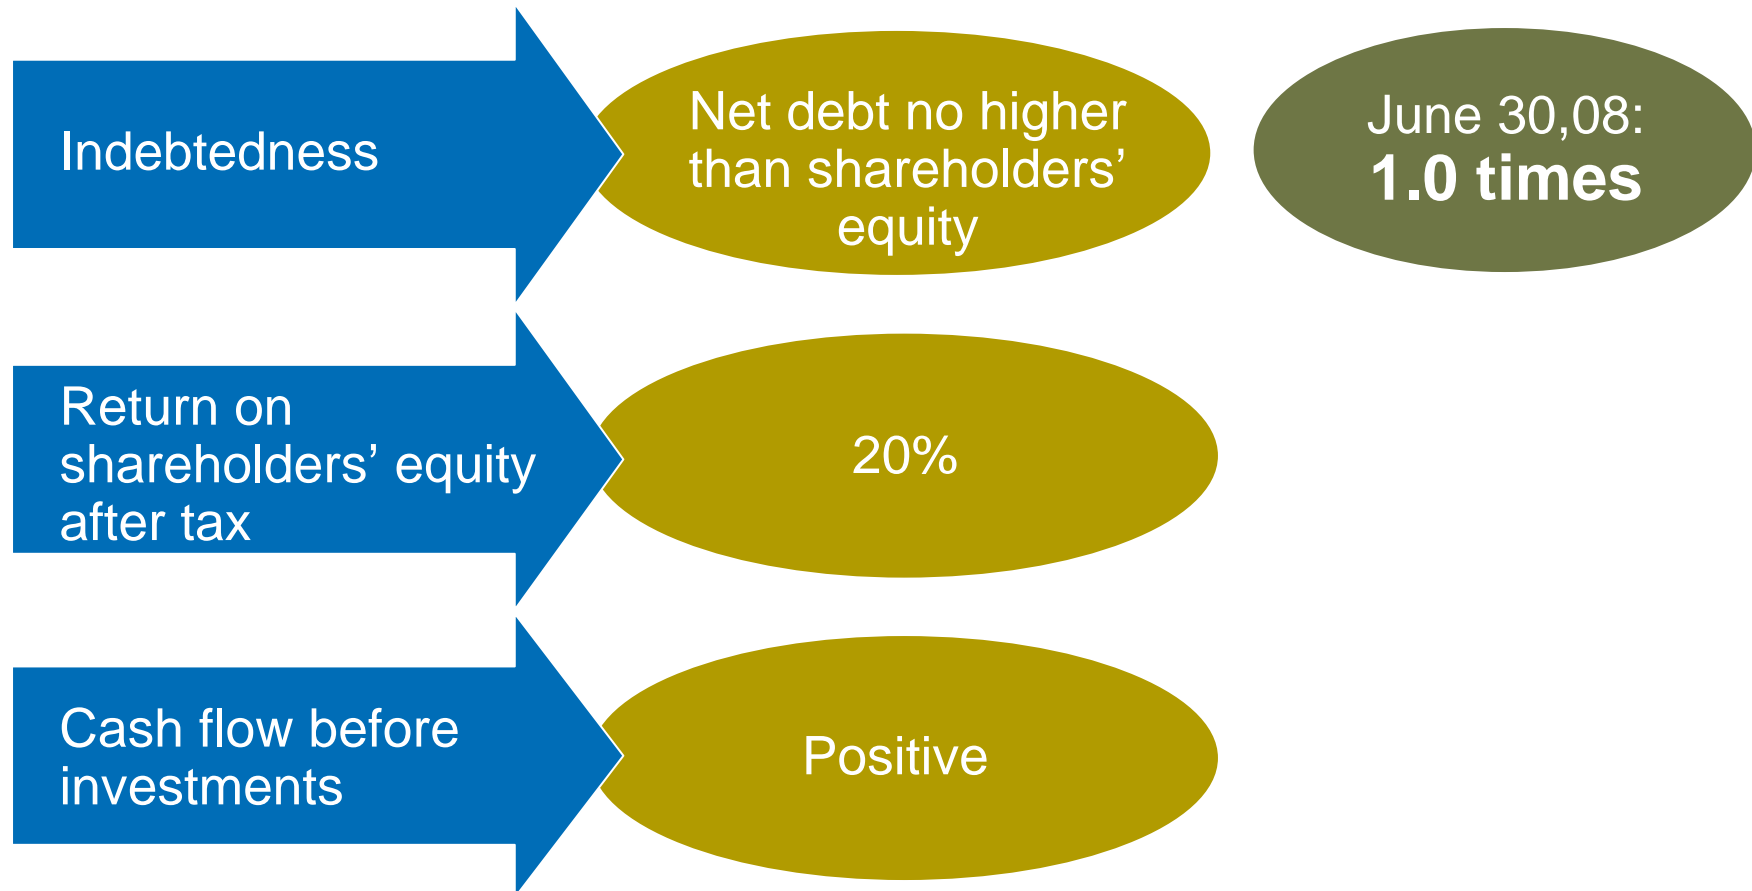 Indebtedness
Net debt no higher
than shareholders’
equity
June 30,08:
1.0 times
Return on
shareholders’ equity
after tax
20%
Cash flow before
investments
Positive